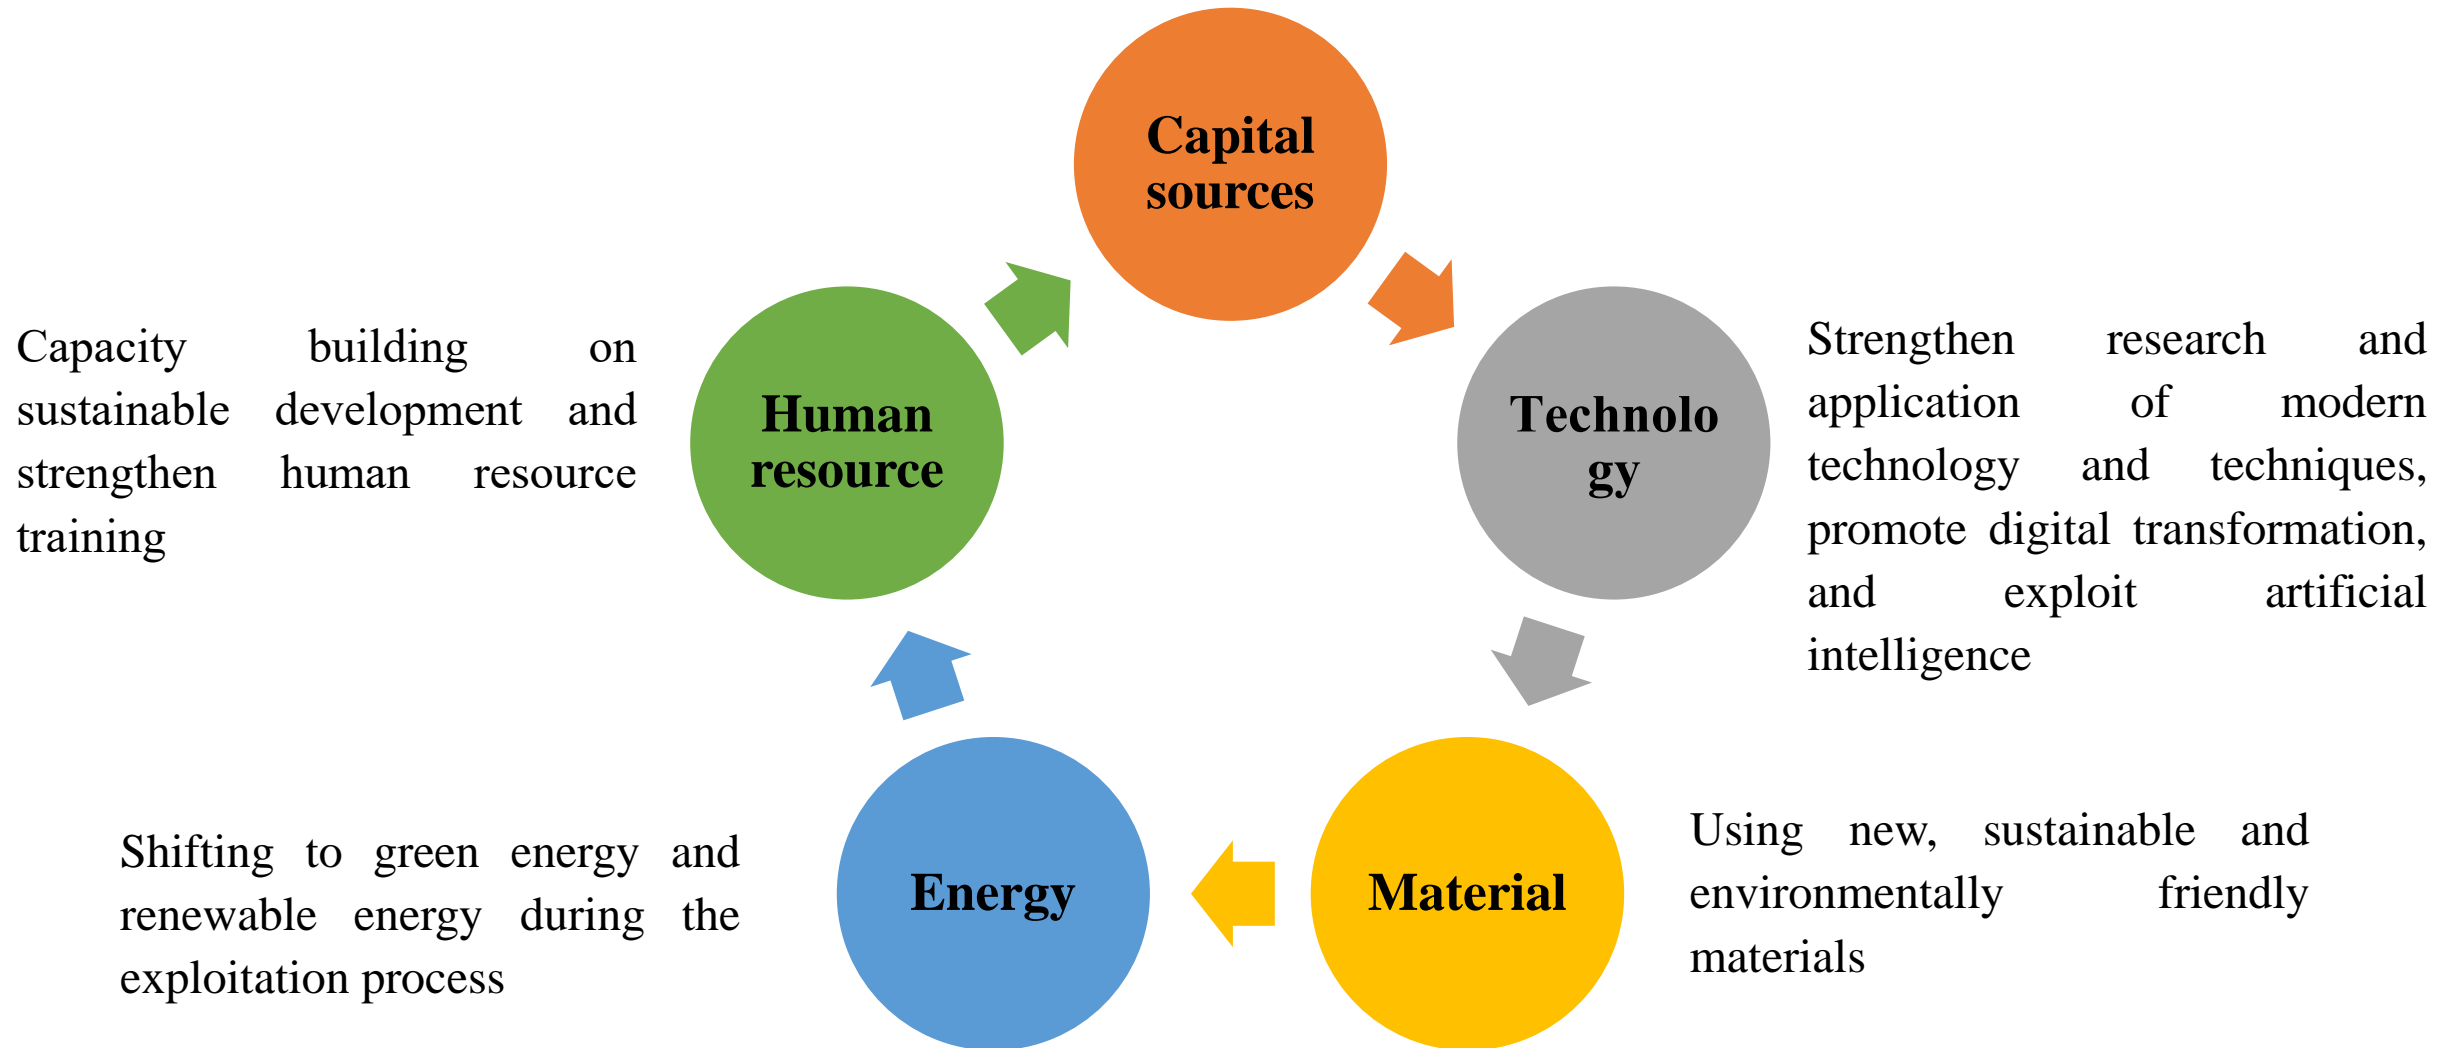 Capital
sources
Human
resource
Capacity building on
sustainable development and
strengthen human resource
training
Technolo
gy
Strengthen research and
application of modern
technology and techniques,
promote digital transformation,
and exploit artificial
intelligence
Energy
Shifting to green energy and
renewable energy during the
exploitation process
Material
Using new, sustainable and
environmentally friendly
materials